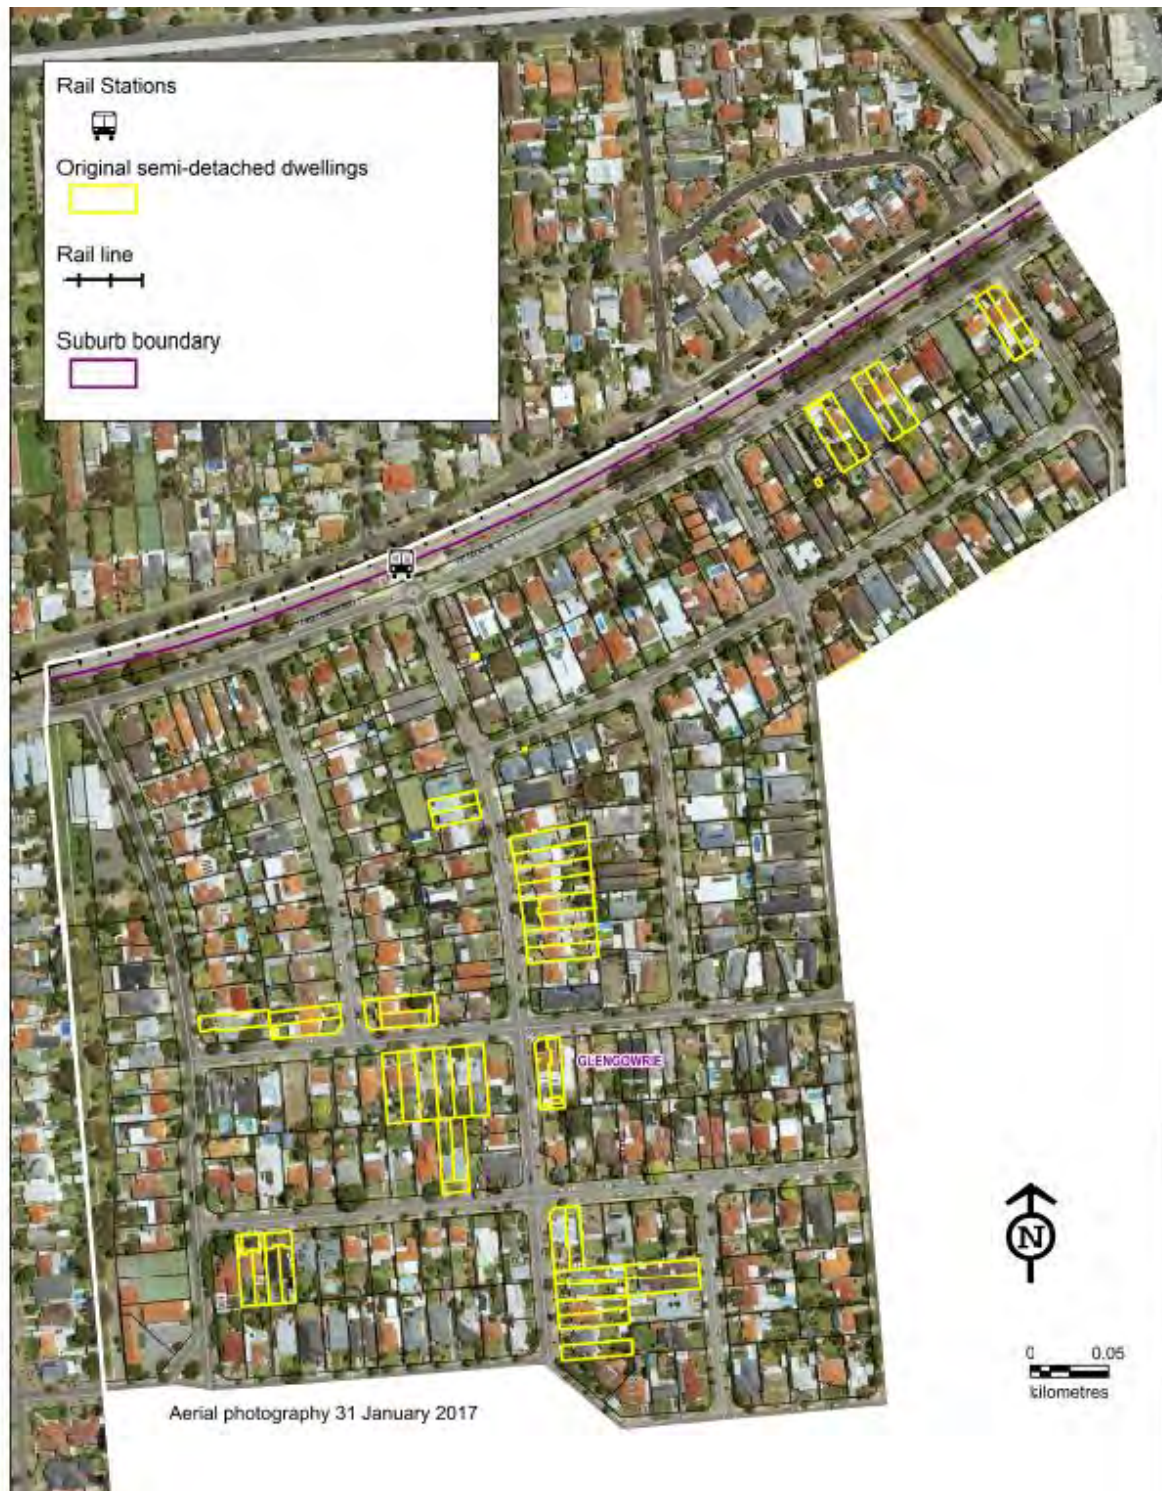 Rail Stations
Original semi-detached dwellings
Rail line
Suburb boundary
GLENGOWRIE
N
0 0.05
kilometres
Aerial photography 31 January 2017